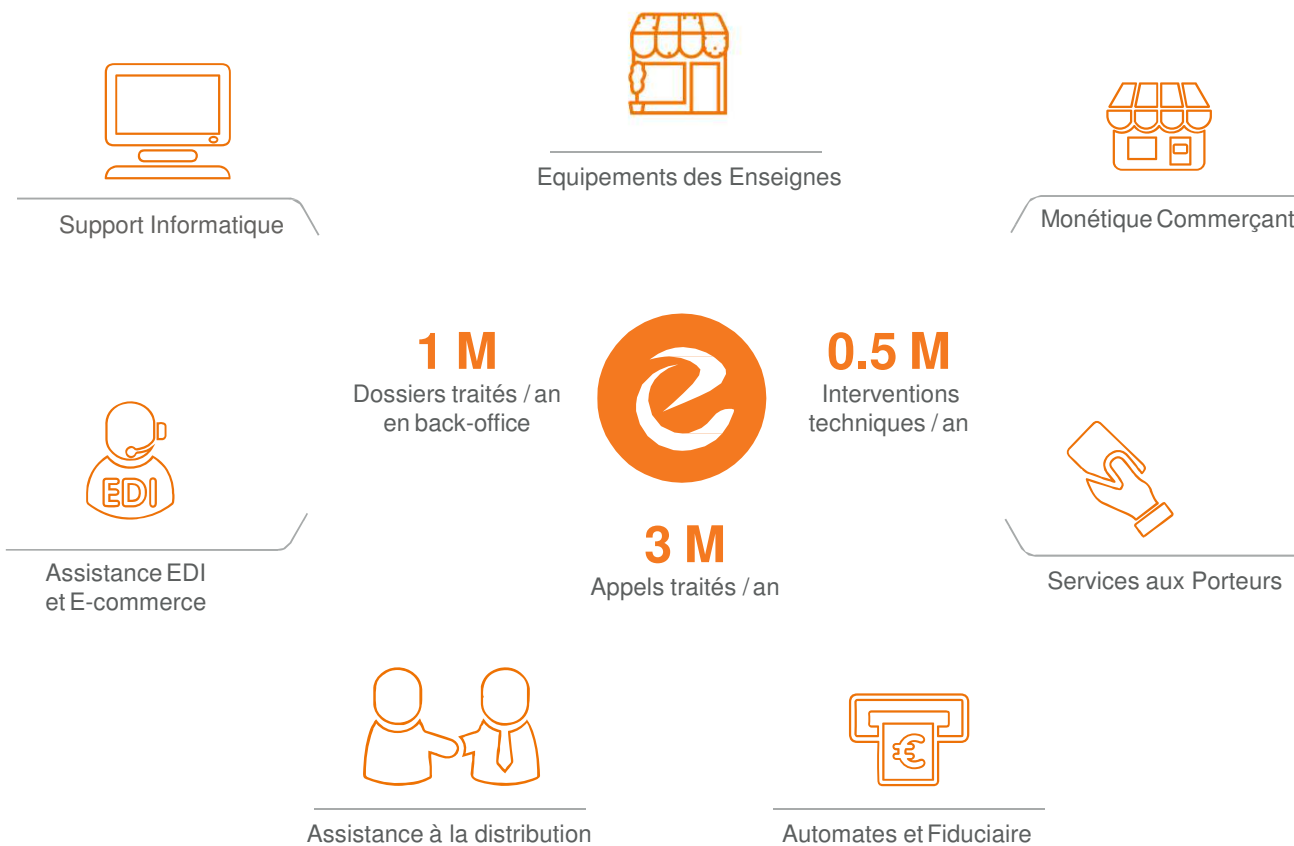 Equipements des Enseignes
Support Informatique
Monétique Commerçant
1 M
Dossiers traités / an
en back-office
0.5 M
Interventions
techniques / an
3 M
Appels traités / an
EDI
Assistance EDI
et E-commerce
Services aux Porteurs
€
Assistance à la distribution
Automates et Fiduciaire